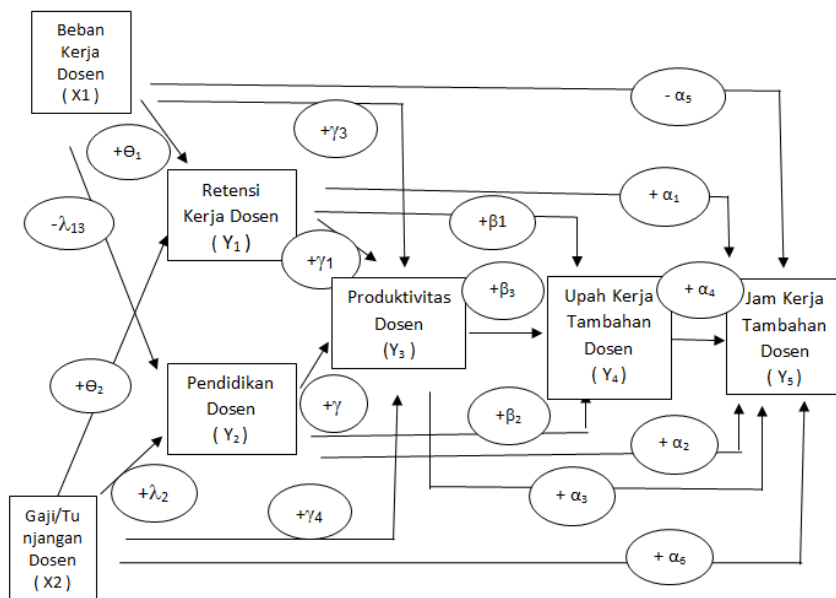 Beban
Kerja
Dosen
( X1 )
- α₅
+γ₃
+Ɵ₁
Retensi
Kerja Dosen
( Y₁ )
+ α₁
-λ₁₃
+β1
+γ₁
Produktivitas
Dosen
(Y₃ )
+β₃
Upah Kerja
Tambahan
Dosen
( Y₄ )
+ α₄
Jam Kerja
Tambahan
Dosen
( Y₅ )
+Ɵ₂
Pendidikan
Dosen
( Y₂ )
+γ
+β₂
+ α₂
+λ₂
+ α₃
Gaji/Tu
njangan
Dosen
( X2 )
+γ₄
+ α₆